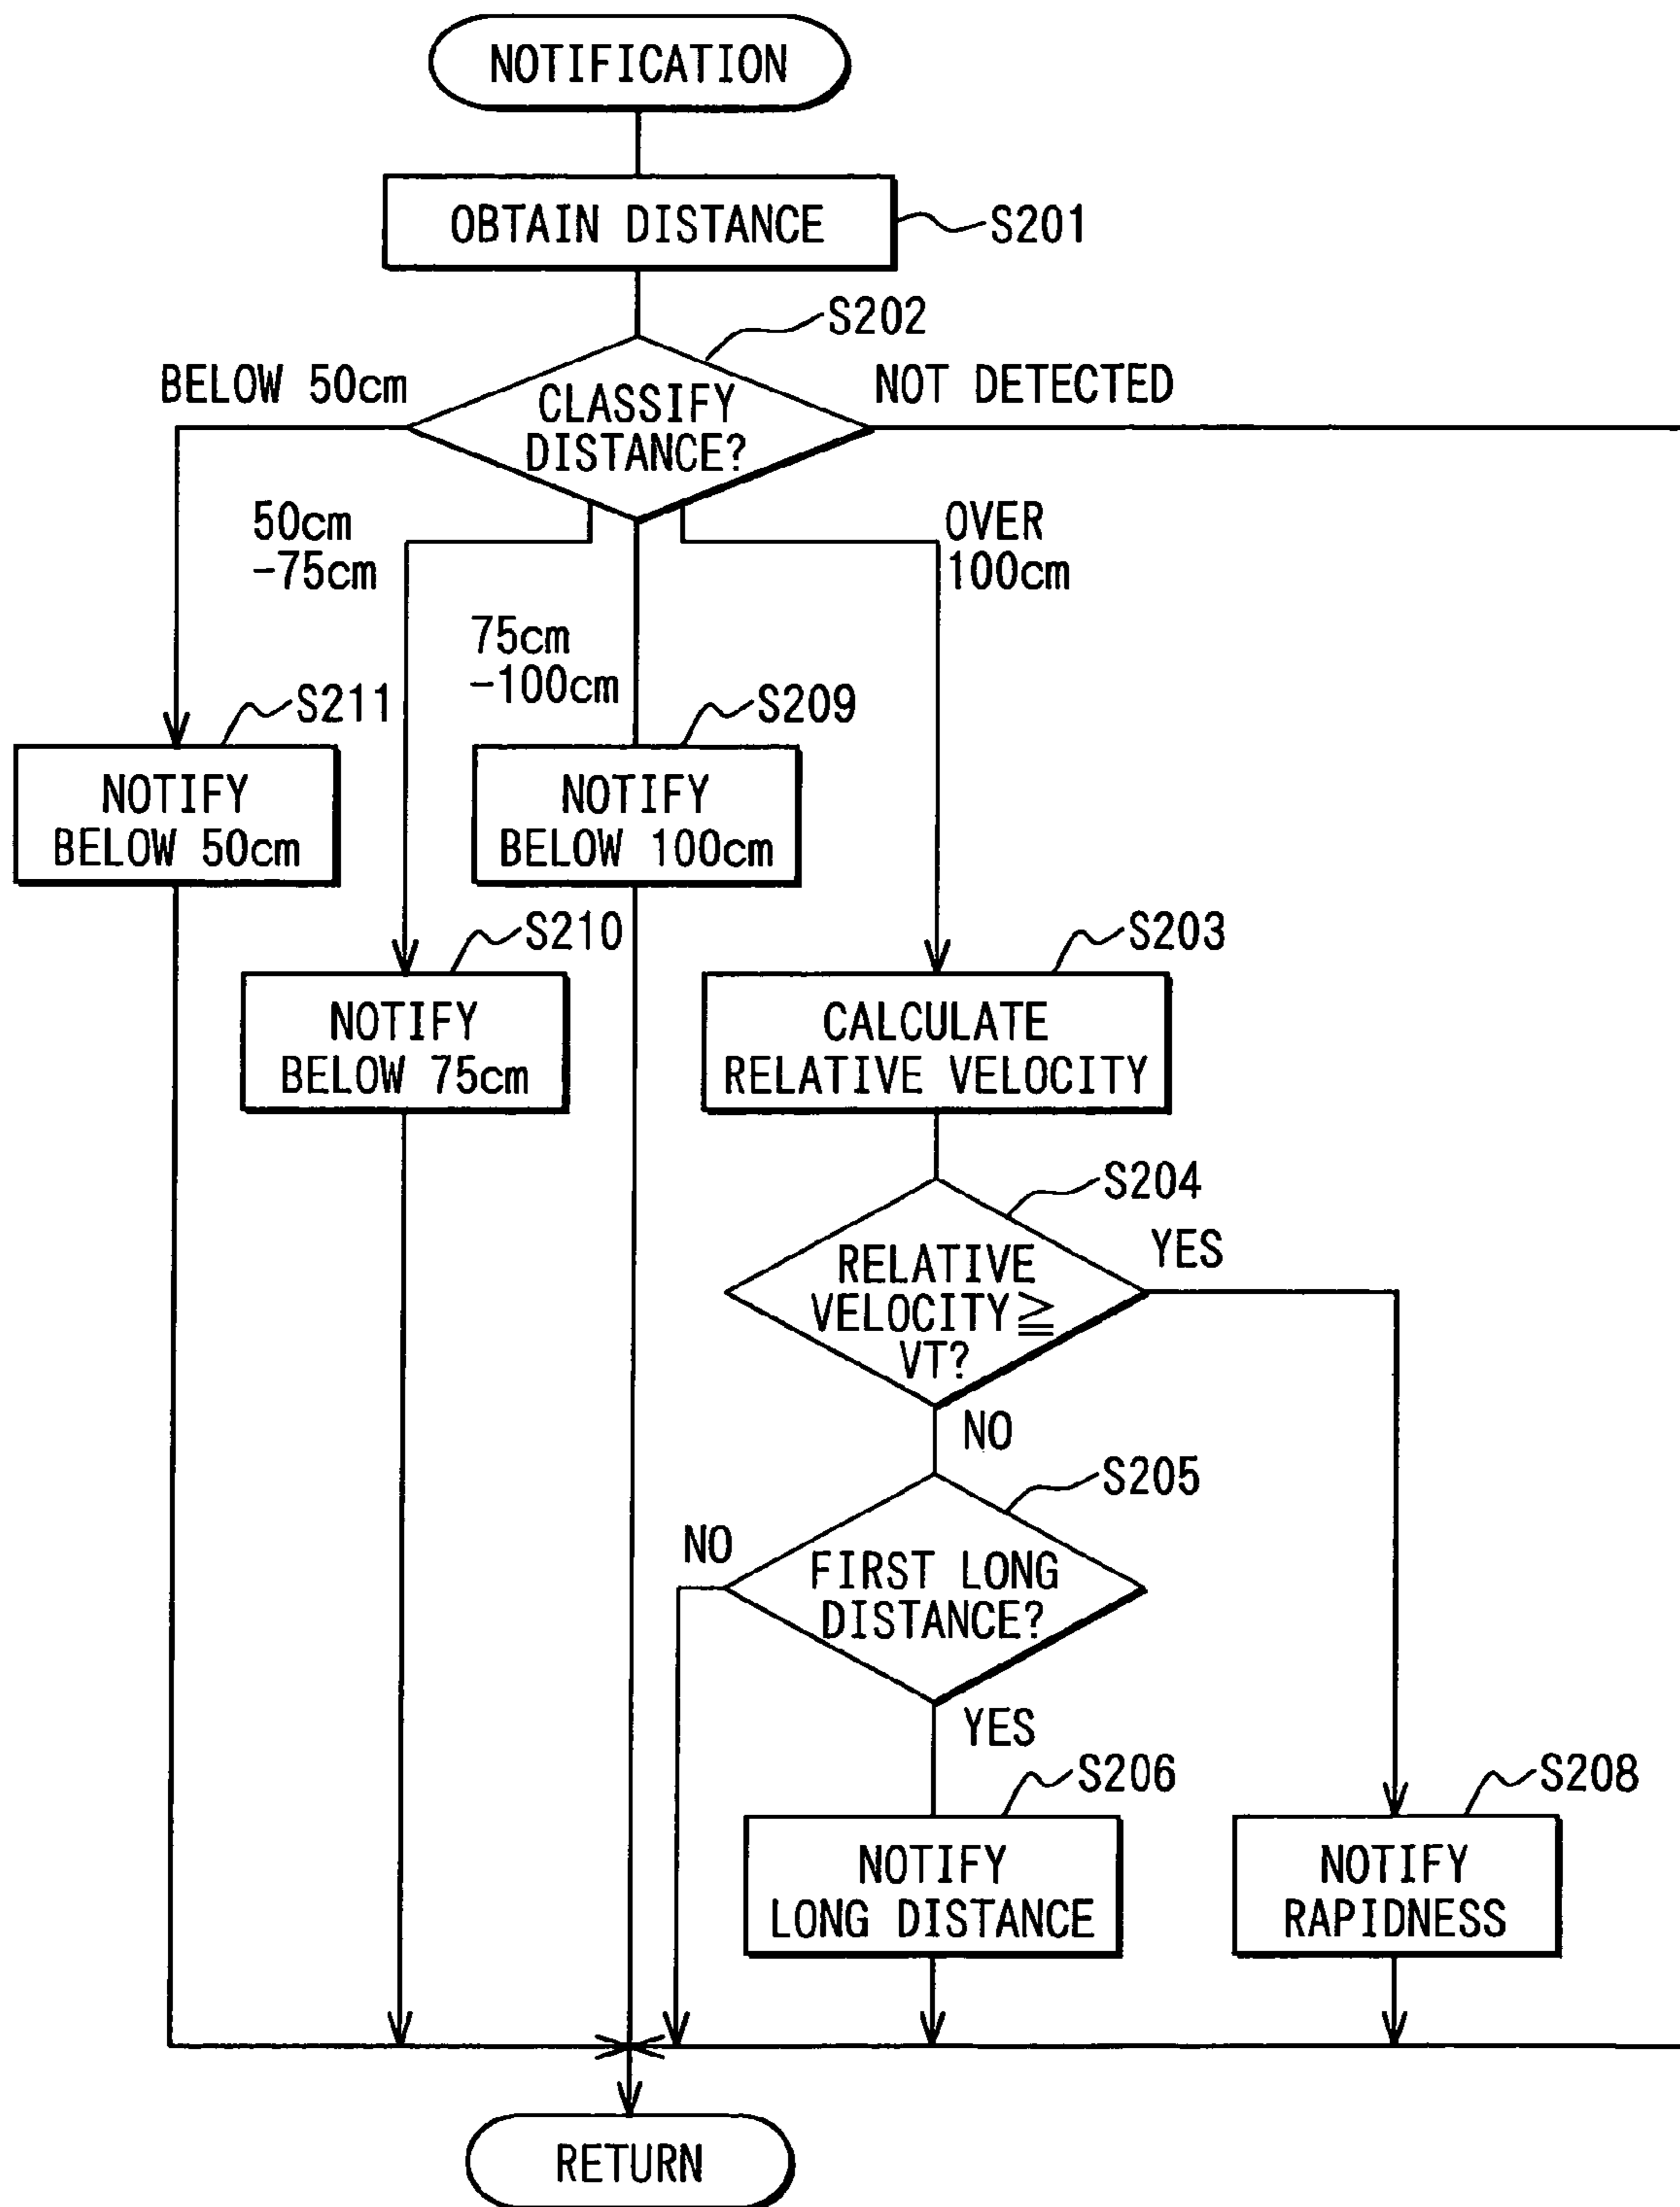 NOTIFICATION
OBTAIN DISTANCE
S201
S202
BELOW 50cm
CLASSIFY
DISTANCE?
NOT DETECTED
50cm
-75cm
75cm
-100cm
OVER
100cm
S211
NOTIFY
BELOW 50cm
S209
NOTIFY
BELOW 100cm
S210
NOTIFY
BELOW 75cm
S203
CALCULATE
RELATIVE VELOCITY
S204
RELATIVE
VELOCITY≧
VT?
YES
NO
S205
FIRST LONG
DISTANCE?
NO
YES
S206
NOTIFY
LONG DISTANCE
S208
NOTIFY
RAPIDNESS
RETURN